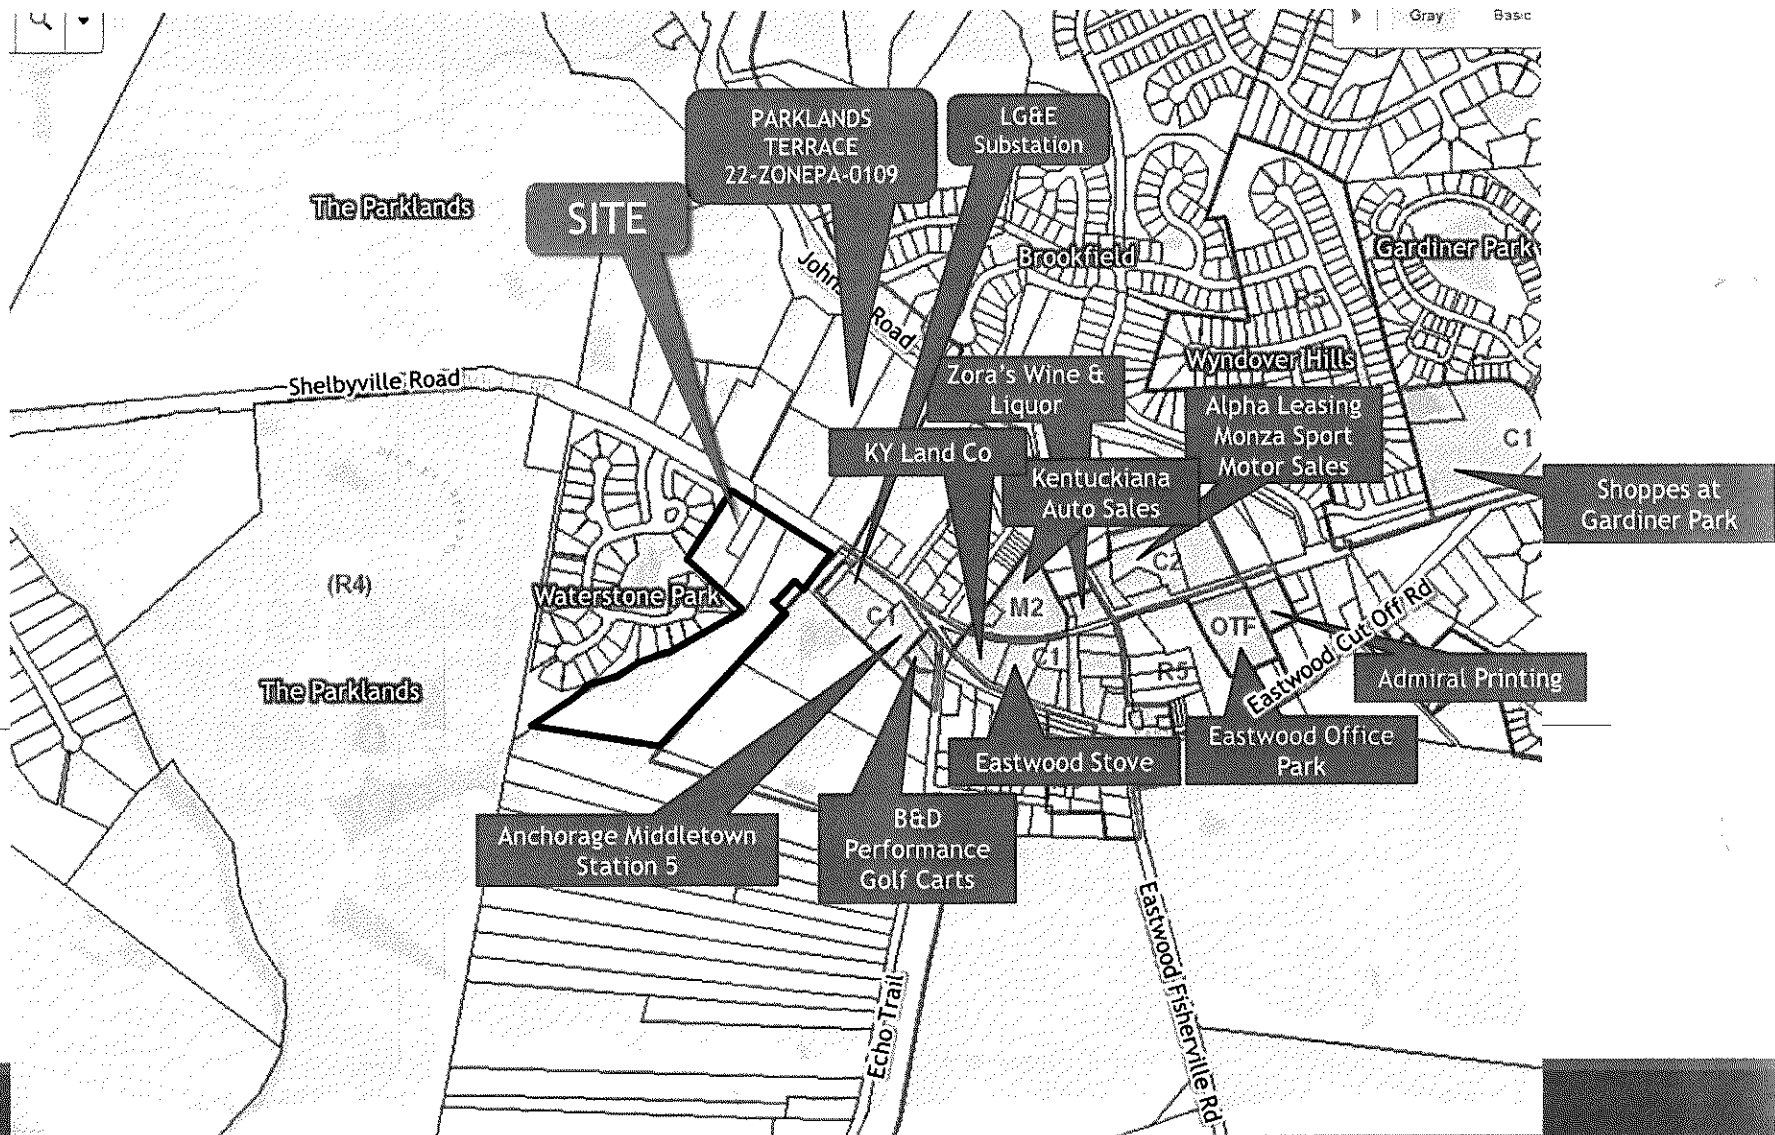 Gray Basic
PARKLANDS
TERRACE
22-ZONEPA-0109
LG&E
Substation
The Parklands
SITE
Brookfield
Gardiner Park
John
Road
Shelbyville Road
Zora's Wine &
Liquor
Wyndover Hills
Alpha Leasing
Monza Sport
Motor Sales
C1
KY Land Co
Kentuckiana
Auto Sales
Shoppes at
Gardiner Park
C2
(R4)
Waterstone Park
C1
M2
OTF
Eastwood Cut Off Rd
C1
R5
The Parklands
Admiral Printing
Eastwood Stove
Eastwood Office
Park
Anchorage Middletown
Station 5
B&D
Performance
Golf Carts
Echo Trail
Eastwood Fisherville Rd